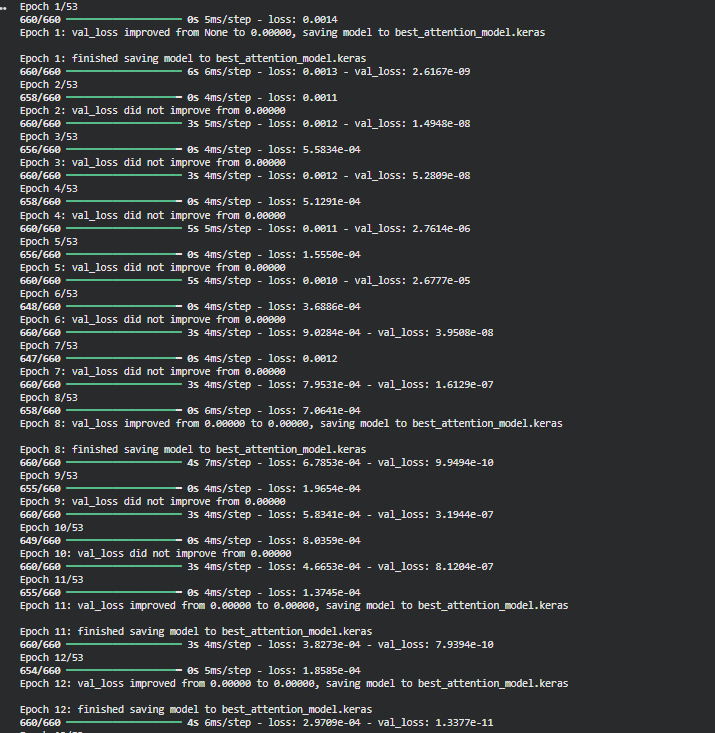 Epoch 1/53
660/660 ━━━━━━━━━━━━━━━━━━━━ 0s 5ms/step - loss: 0.0014
Epoch 1: val_loss improved from None to 0.00000, saving model to best_attention_model.keras
Epoch 1: finished saving model to best_attention_model.keras
660/660 ━━━━━━━━━━━━━━━━━━━━ 6s 6ms/step - loss: 0.0013 - val_loss: 2.6167e-09
Epoch 2/53
658/660 ━━━━━━━━━━━━━━━━━━━━ 0s 4ms/step - loss: 0.0011
Epoch 2: val_loss did not improve from 0.00000
660/660 ━━━━━━━━━━━━━━━━━━━━ 3s 5ms/step - loss: 0.0012 - val_loss: 1.4948e-08
Epoch 3/53
656/660 ━━━━━━━━━━━━━━━━━━━━ 0s 4ms/step - loss: 5.5834e-04
Epoch 3: val_loss did not improve from 0.00000
660/660 ━━━━━━━━━━━━━━━━━━━━ 3s 4ms/step - loss: 0.0012 - val_loss: 5.2809e-08
Epoch 4/53
658/660 ━━━━━━━━━━━━━━━━━━━━ 0s 4ms/step - loss: 5.1291e-04
Epoch 4: val_loss did not improve from 0.00000
660/660 ━━━━━━━━━━━━━━━━━━━━ 5s 5ms/step - loss: 0.0011 - val_loss: 2.7614e-06
Epoch 5/53
656/660 ━━━━━━━━━━━━━━━━━━━━ 0s 4ms/step - loss: 1.5550e-04
Epoch 5: val_loss did not improve from 0.00000
660/660 ━━━━━━━━━━━━━━━━━━━━ 5s 4ms/step - loss: 0.0010 - val_loss: 2.6777e-05
Epoch 6/53
648/660 ━━━━━━━━━━━━━━━━━━━━ 0s 4ms/step - loss: 3.6886e-04
Epoch 6: val_loss did not improve from 0.00000
660/660 ━━━━━━━━━━━━━━━━━━━━ 3s 4ms/step - loss: 9.0284e-04 - val_loss: 3.9508e-08
Epoch 7/53
647/660 ━━━━━━━━━━━━━━━━━━━━ 0s 4ms/step - loss: 0.0012
Epoch 7: val_loss did not improve from 0.00000
660/660 ━━━━━━━━━━━━━━━━━━━━ 3s 4ms/step - loss: 7.9531e-04 - val_loss: 1.6129e-07
Epoch 8/53
658/660 ━━━━━━━━━━━━━━━━━━━━ 0s 6ms/step - loss: 7.0641e-04
Epoch 8: val_loss improved from 0.00000 to 0.00000, saving model to best_attention_model.keras
Epoch 8: finished saving model to best_attention_model.keras
660/660 ━━━━━━━━━━━━━━━━━━━━ 4s 7ms/step - loss: 6.7853e-04 - val_loss: 9.9494e-10
Epoch 9/53
655/660 ━━━━━━━━━━━━━━━━━━━━ 0s 4ms/step - loss: 1.9654e-04
Epoch 9: val_loss did not improve from 0.00000
660/660 ━━━━━━━━━━━━━━━━━━━━ 3s 4ms/step - loss: 5.8341e-04 - val_loss: 3.1944e-07
Epoch 10/53
649/660 ━━━━━━━━━━━━━━━━━━━━ 0s 4ms/step - loss: 8.0359e-04
Epoch 10: val_loss did not improve from 0.00000
660/660 ━━━━━━━━━━━━━━━━━━━━ 3s 4ms/step - loss: 4.6653e-04 - val_loss: 8.1204e-07
Epoch 11/53
655/660 ━━━━━━━━━━━━━━━━━━━━ 0s 4ms/step - loss: 1.3745e-04
Epoch 11: val_loss improved from 0.00000 to 0.00000, saving model to best_attention_model.keras
Epoch 11: finished saving model to best_attention_model.keras
660/660 ━━━━━━━━━━━━━━━━━━━━ 3s 4ms/step - loss: 3.8273e-04 - val_loss: 7.9394e-10
Epoch 12/53
654/660 ━━━━━━━━━━━━━━━━━━━━ 0s 5ms/step - loss: 1.8585e-04
Epoch 12: val_loss improved from 0.00000 to 0.00000, saving model to best_attention_model.keras
Epoch 12: finished saving model to best_attention_model.keras
660/660 ━━━━━━━━━━━━━━━━━━━━ 4s 6ms/step - loss: 2.9709e-04 - val_loss: 1.3377e-11